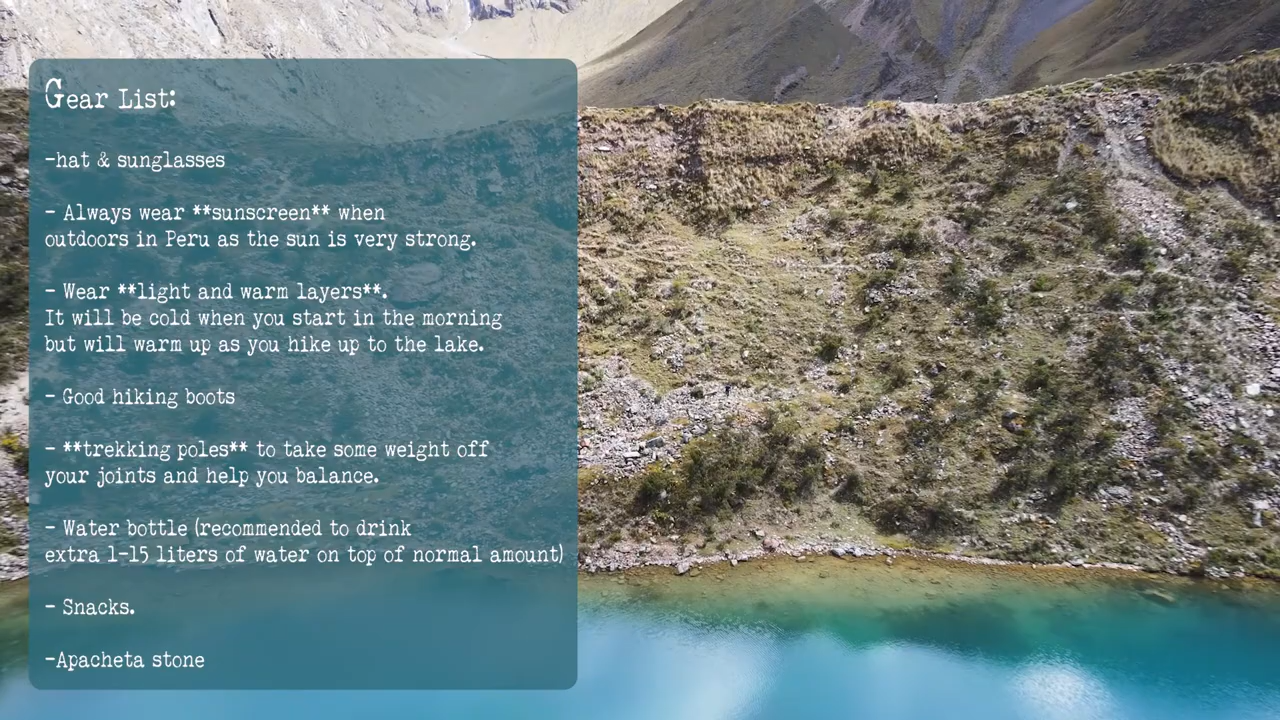 Gear List:
-hat & sunglasses
- Always wear **sunscreen** when
outdoors in Peru as the sun is very strong.
- Wear **light and warm layers**.
It will be cold when you start in the morning
but will warm up as you hike up to the lake.
- Good hiking boots
- **trekking poles** to take some weight off
your joints and help you balance.
- Water bottle (recommended to drink
extra 1-15 liters of water on top of normal amount)
- Snacks.
-Apacheta stone